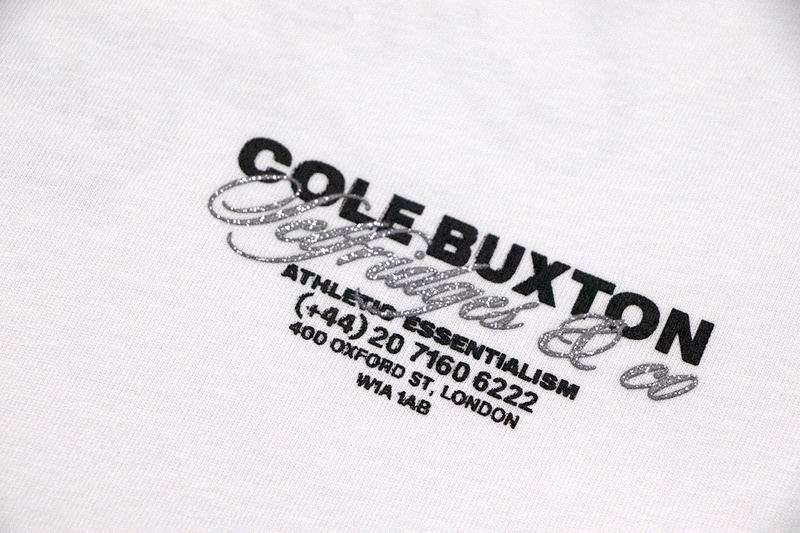 COLE BUXTON
Selfridges & co
ATHLETIC ESSENTIALISM
(+44) 20 7160 6222
400 OXFORD ST, LONDON
W1A 1AB